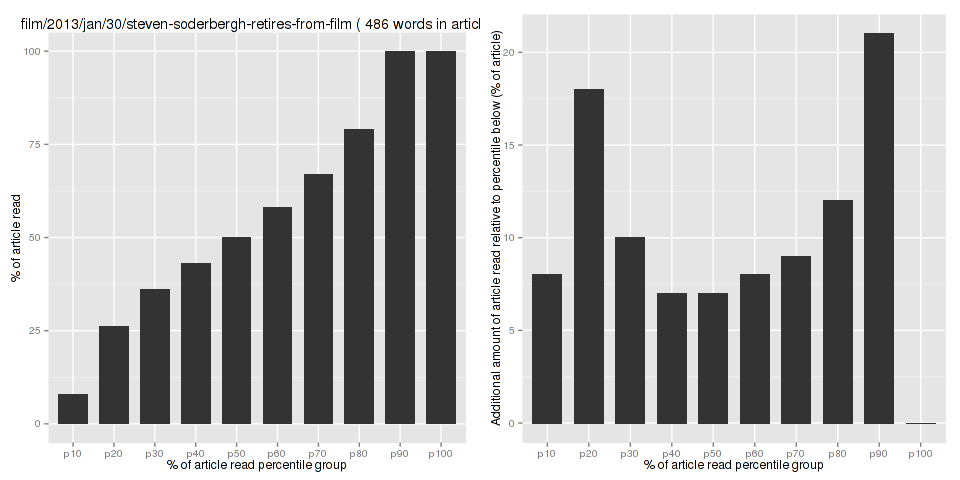 film/2013/jan/30/steven-soderbergh-retires-from-film ( 486 words in articl
% of article read
100
75
50
25
0
p10 p20 p30 p40 p50 p60 p70 p80 p90 p100
% of article read percentile group
Additional amount of article read relative to percentile below (% of article)
20
15
10
5
0
p10 p20 p30 p40 p50 p60 p70 p80 p90 p100
% of article read percentile group